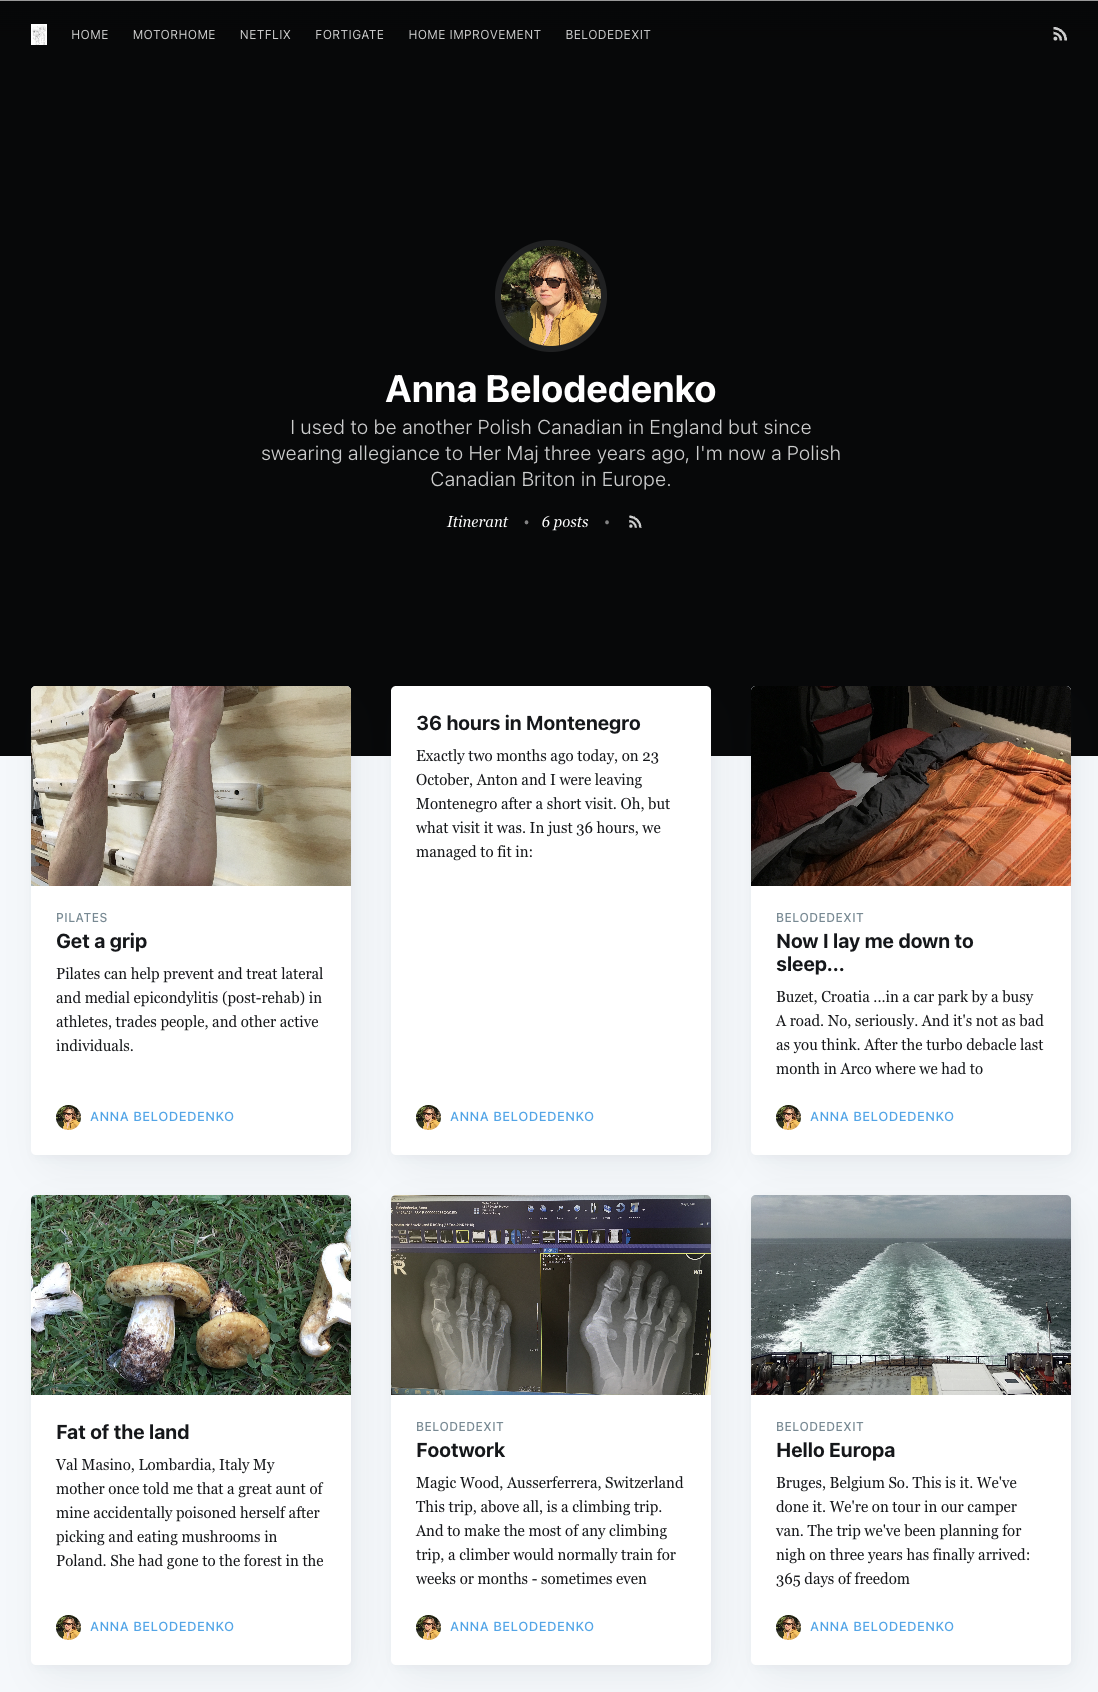 HOME MOTORHOME NETFLIX FORTIGATE HOME IMPROVEMENT BELODEDEXIT
Anna Belodedenko
I used to be another Polish Canadian in England but since
swearing allegiance to Her Maj three years ago, I'm now a Polish
Canadian Briton in Europe.
Itinerant • 6 posts •
PILATES
Get a grip
Pilates can help prevent and treat lateral
and medial epicondylitis (post-rehab) in
athletes, trades people, and other active
individuals.
ANNA BELODEDENKO
36 hours in Montenegro
Exactly two months ago today, on 23
October, Anton and I were leaving
Montenegro after a short visit. Oh, but
what visit it was. In just 36 hours, we
managed to fit in:
ANNA BELODEDENKO
BELODEDEXIT
Now I lay me down to
sleep...
Buzet, Croatia ...in a car park by a busy
A road. No, seriously. And it's not as bad
as you think. After the turbo debacle last
month in Arco where we had to
ANNA BELODEDENKO
Fat of the land
Val Masino, Lombardia, Italy My
mother once told me that a great aunt of
mine accidentally poisoned herself after
picking and eating mushrooms in
Poland. She had gone to the forest in the
ANNA BELODEDENKO
R
BELODEDEXIT
Footwork
Magic Wood, Ausserferrera, Switzerland
This trip, above all, is a climbing trip.
And to make the most of any climbing
trip, a climber would normally train for
weeks or months - sometimes even
ANNA BELODEDENKO
BELODEDEXIT
Hello Europa
Bruges, Belgium So. This is it. We've
done it. We're on tour in our camper
van. The trip we've been planning for
nigh on three years has finally arrived:
365 days of freedom
ANNA BELODEDENKO